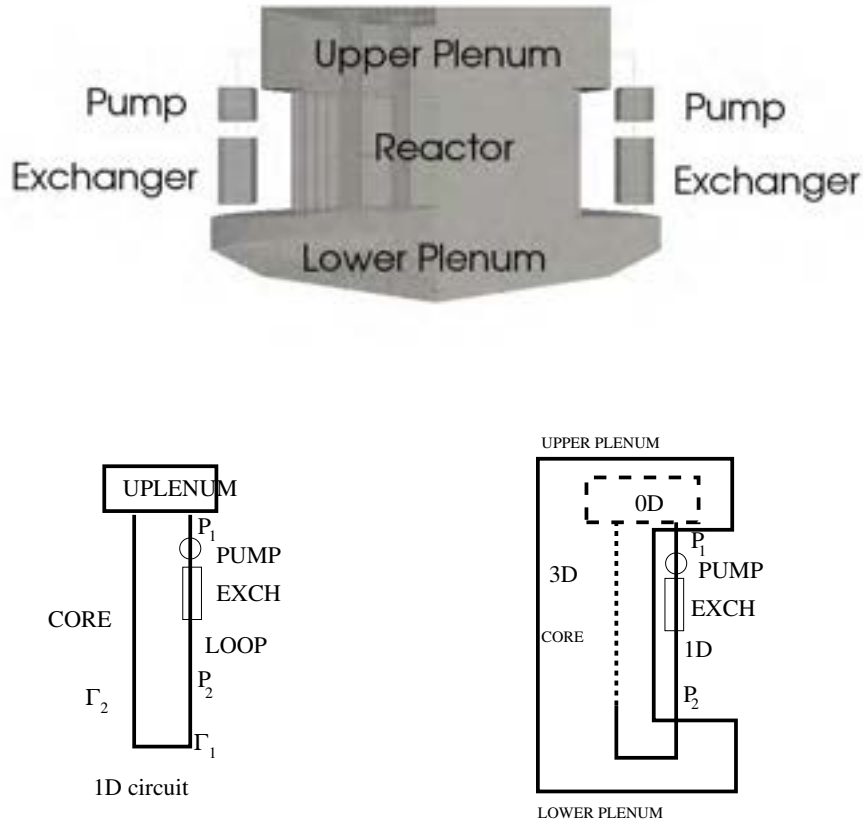 Upper Plenum
Pump
Pump
Reactor
Exchanger
Exchanger
Lower Plenum
UPLENUM
P₁
PUMP
EXCH
CORE
LOOP
P₂
Γ₂
Γ₁
1D circuit
UPPER PLENUM
0D
P₁
3D
PUMP
EXCH
CORE
1D
P₂
LOWER PLENUM